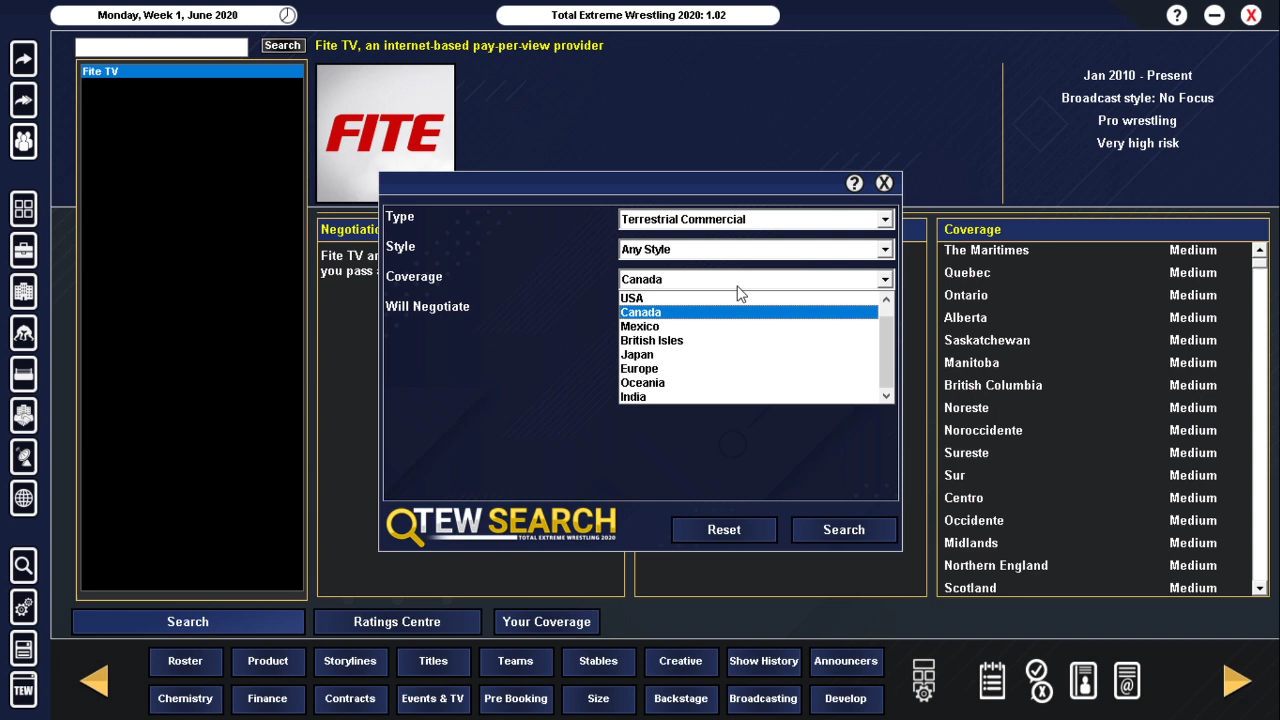 Monday, Week 1, June 2020
Total Extreme Wrestling 2020: 1.02
?
X
Search
Fite TV, an internet-based pay-per-view provider
Fite TV
FITE
Jan 2010 - Present
Broadcast style: No Focus
Pro wrestling
Very high risk
Negotiatio
Fite TV ar
you pass
?
X
Type
Terrestrial Commercial
Style
Any Style
Coverage
Canada
Will Negotiate
USA
Canada
Mexico
British Isles
Japan
Europe
Oceania
India
TEW SEARCH
TOTAL EXTREME WRESTLING 2020
Reset
Search
Coverage
The Maritimes Medium
Quebec Medium
Ontario Medium
Alberta Medium
Saskatchewan Medium
Manitoba Medium
British Columbia Medium
Noreste Medium
Noroccidente Medium
Sureste Medium
Sur Medium
Centro Medium
Occidente Medium
Midlands Medium
Northern England Medium
Scotland Medium
Search
Ratings Centre
Your Coverage
Roster
Product
Storylines
Titles
Teams
Stables
Creative
Show History
Announcers
Chemistry
Finance
Contracts
Events & TV
Pre Booking
Size
Backstage
Broadcasting
Develop
TEW